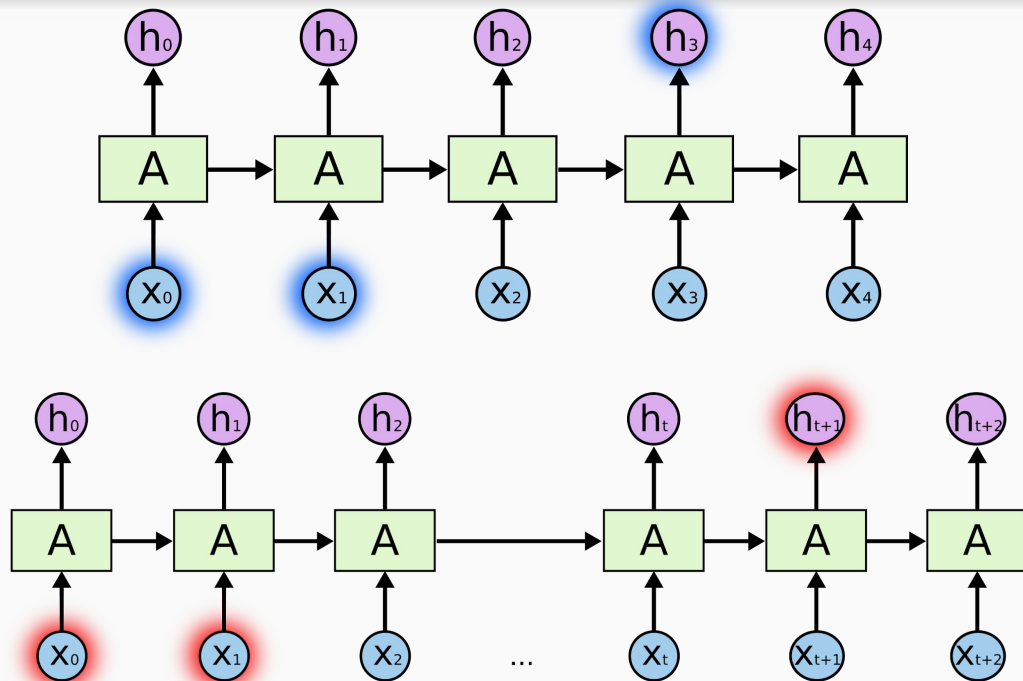 h₀ h₁ h₂ h₃ h₄
A A A A A
x₀ x₁ x₂ x₃ x₄
h₀ h₁ h₂ hₜ hₜ₊₁ hₜ₊₂
A A A A A A
x₀ x₁ x₂ ... xₜ xₜ₊₁ xₜ₊₂